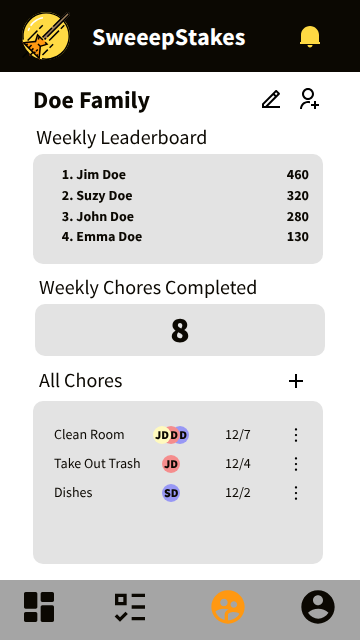 SweeepStakes
Doe Family
Weekly Leaderboard
1. Jim Doe 460
2. Suzy Doe 320
3. John Doe 280
4. Emma Doe 130
Weekly Chores Completed
8
All Chores
Clean Room JD D D 12/7
Take Out Trash JD 12/4
Dishes SD 12/2